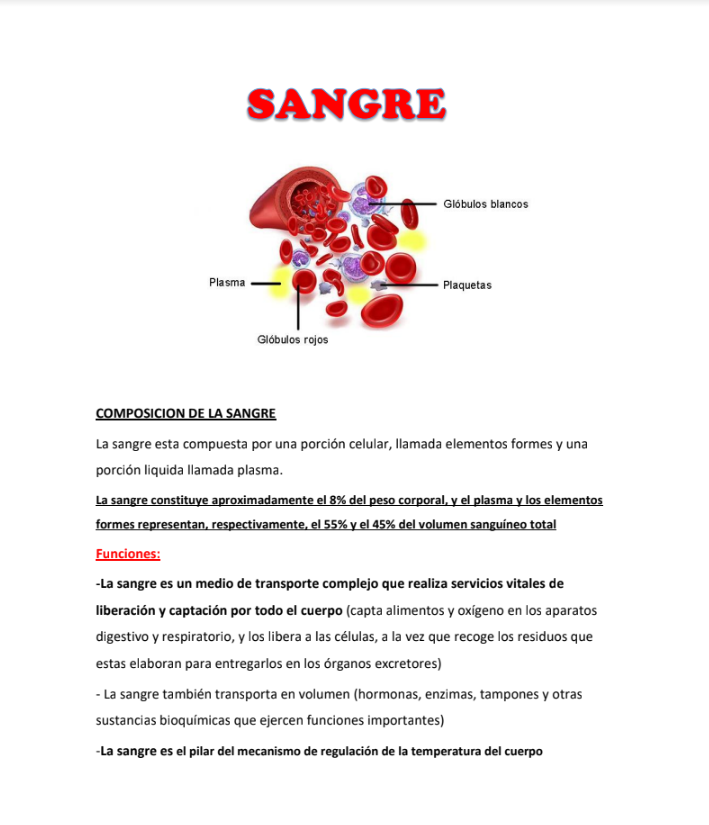 SANGRE
Glóbulos blancos
Plasma
Plaquetas
Glóbulos rojos
COMPOSICION DE LA SANGRE
La sangre esta compuesta por una porción celular, llamada elementos formes y una
porción liquida llamada plasma.
La sangre constituye aproximadamente el 8% del peso corporal, y el plasma y los elementos
formes representan, respectivamente, el 55% y el 45% del volumen sanguíneo total
Funciones:
-La sangre es un medio de transporte complejo que realiza servicios vitales de
liberación y captación por todo el cuerpo (capta alimentos y oxígeno en los aparatos
digestivo y respiratorio, y los libera a las células, a la vez que recoge los residuos que
estas elaboran para entregarlos en los órganos excretores)
- La sangre también transporta en volumen (hormonas, enzimas, tampones y otras
sustancias bioquímicas que ejercen funciones importantes)
-La sangre es el pilar del mecanismo de regulación de la temperatura del cuerpo